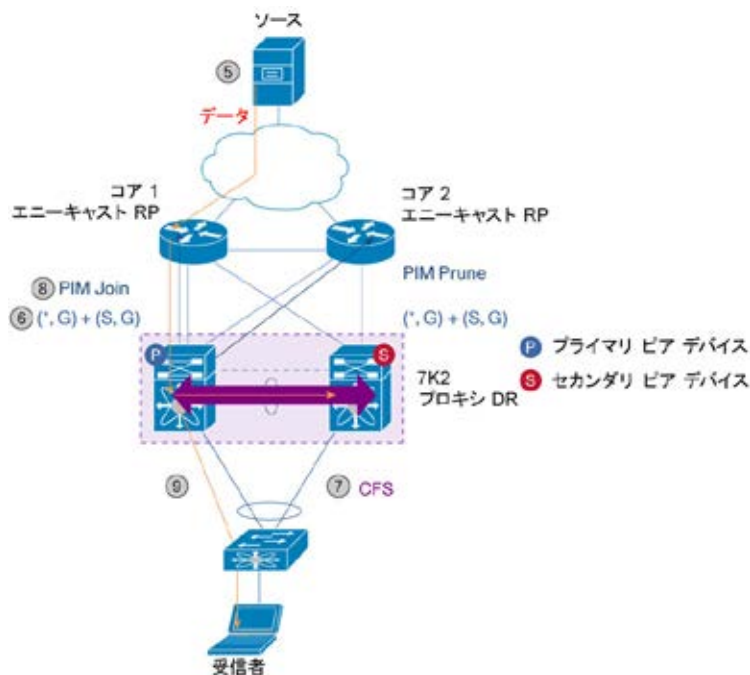 ソース
⑤
データ
コア 1
エニーキャスト RP
コア 2
エニーキャスト RP
⑧ PIM Join
PIM Prune
⑥ (*, G) + (S, G)
(*, G) + (S, G)
P
S
P プライマリ ピア デバイス
S セカンダリ ピア デバイス
7K2
プロキシ DR
⑨
⑦ CFS
受信者